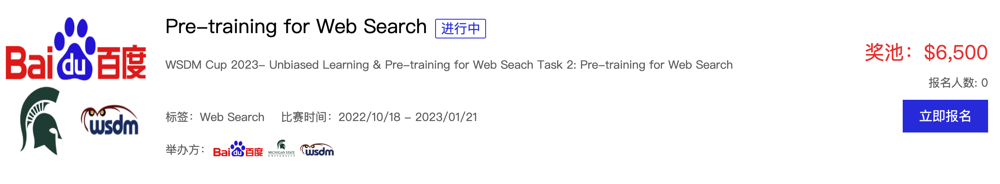 Bai du 百度
wsdm
Pre-training for Web Search 进行中
WSDM Cup 2023- Unbiased Learning & Pre-training for Web Seach Task 2: Pre-training for Web Search
标签：Web Search 比赛时间：2022/10/18 - 2023/01/21
举办方：Bai du 百度 MICHIGAN STATE UNIVERSITY wsdm
奖池：$6,500
报名人数: 0
立即报名